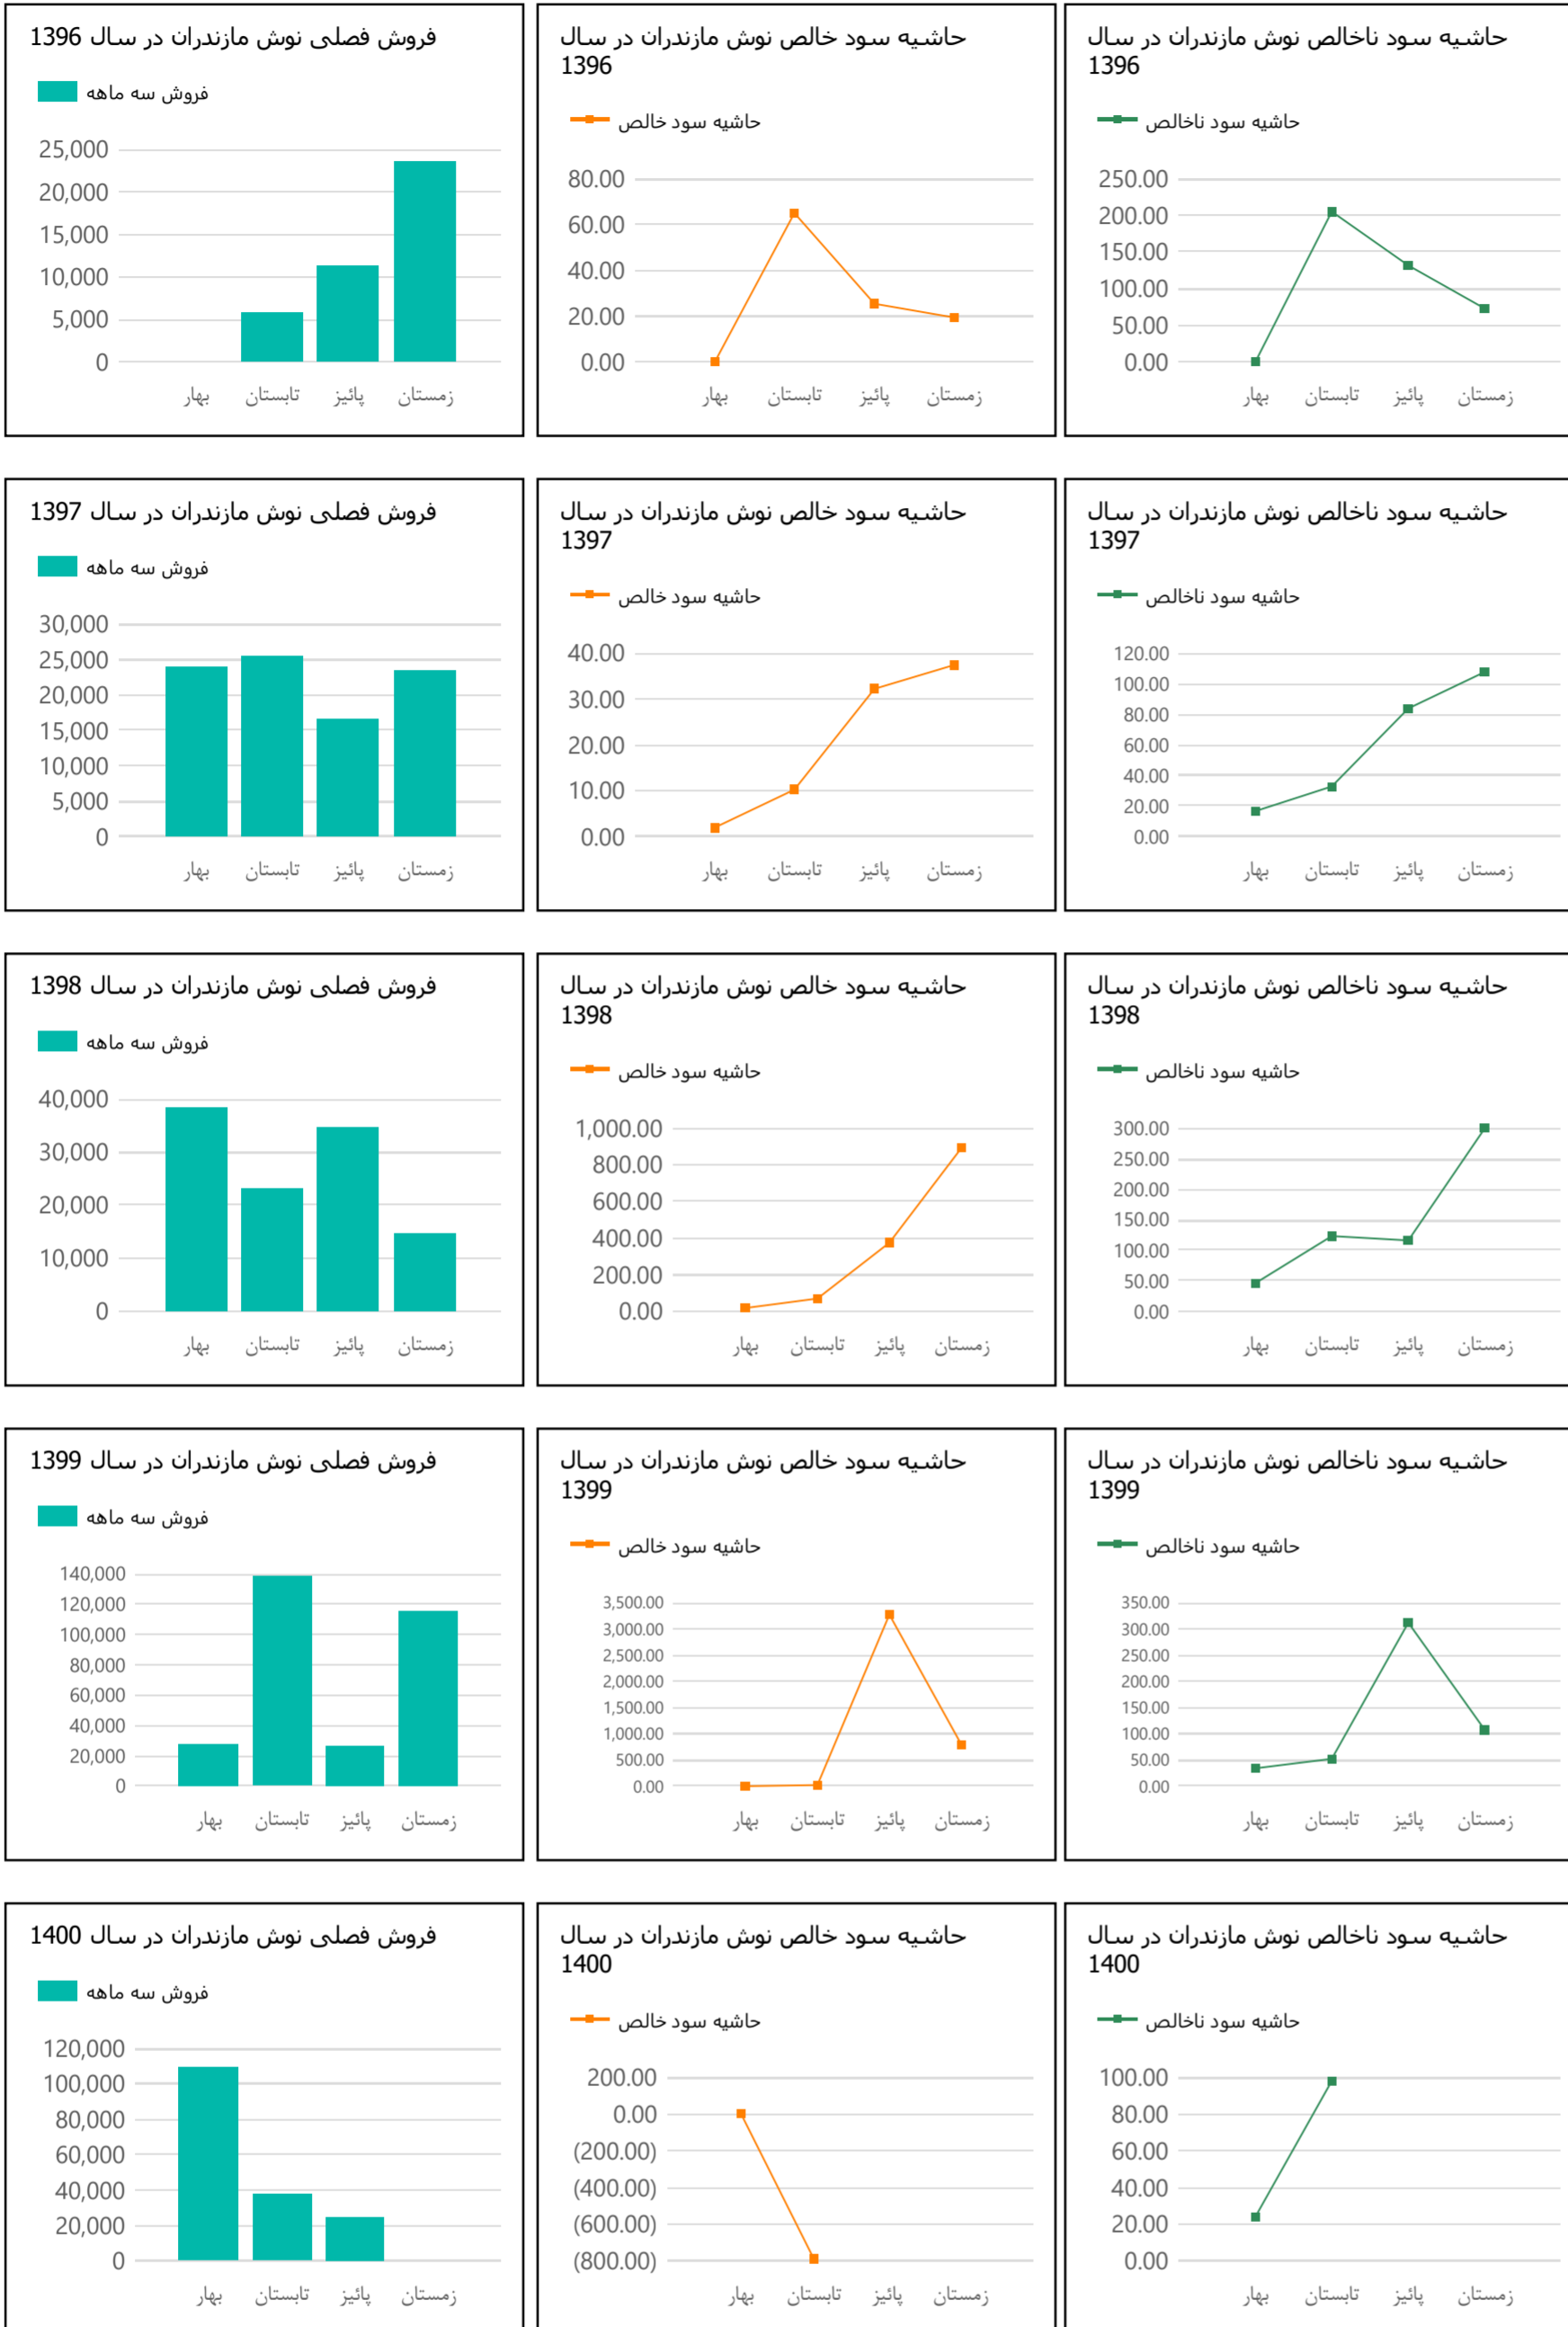 فروش فصلی نوش مازندران در سال 1396
فروش سه ماهه
25,000
20,000
15,000
10,000
5,000
0
بهار تابستان پائیز زمستان
حاشیه سود خالص نوش مازندران در سال
1396
حاشیه سود خالص
80.00
60.00
40.00
20.00
0.00
بهار تابستان پائیز زمستان
حاشیه سود ناخالص نوش مازندران در سال
1396
حاشیه سود ناخالص
250.00
200.00
150.00
100.00
50.00
0.00
بهار تابستان پائیز زمستان
فروش فصلی نوش مازندران در سال 1397
فروش سه ماهه
30,000
25,000
20,000
15,000
10,000
5,000
0
بهار تابستان پائیز زمستان
حاشیه سود خالص نوش مازندران در سال
1397
حاشیه سود خالص
40.00
30.00
20.00
10.00
0.00
بهار تابستان پائیز زمستان
حاشیه سود ناخالص نوش مازندران در سال
1397
حاشیه سود ناخالص
120.00
100.00
80.00
60.00
40.00
20.00
0.00
بهار تابستان پائیز زمستان
فروش فصلی نوش مازندران در سال 1398
فروش سه ماهه
40,000
30,000
20,000
10,000
0
بهار تابستان پائیز زمستان
حاشیه سود خالص نوش مازندران در سال
1398
حاشیه سود خالص
1,000.00
800.00
600.00
400.00
200.00
0.00
بهار تابستان پائیز زمستان
حاشیه سود ناخالص نوش مازندران در سال
1398
حاشیه سود ناخالص
300.00
250.00
200.00
150.00
100.00
50.00
0.00
بهار تابستان پائیز زمستان
فروش فصلی نوش مازندران در سال 1399
فروش سه ماهه
140,000
120,000
100,000
80,000
60,000
40,000
20,000
0
بهار تابستان پائیز زمستان
حاشیه سود خالص نوش مازندران در سال
1399
حاشیه سود خالص
3,500.00
3,000.00
2,500.00
2,000.00
1,500.00
1,000.00
500.00
0.00
بهار تابستان پائیز زمستان
حاشیه سود ناخالص نوش مازندران در سال
1399
حاشیه سود ناخالص
350.00
300.00
250.00
200.00
150.00
100.00
50.00
0.00
بهار تابستان پائیز زمستان
فروش فصلی نوش مازندران در سال 1400
فروش سه ماهه
120,000
100,000
80,000
60,000
40,000
20,000
0
بهار تابستان پائیز زمستان
حاشیه سود خالص نوش مازندران در سال
1400
حاشیه سود خالص
200.00
0.00
(200.00)
(400.00)
(600.00)
(800.00)
بهار تابستان پائیز زمستان
حاشیه سود ناخالص نوش مازندران در سال
1400
حاشیه سود ناخالص
100.00
80.00
60.00
40.00
20.00
0.00
بهار تابستان پائیز زمستان